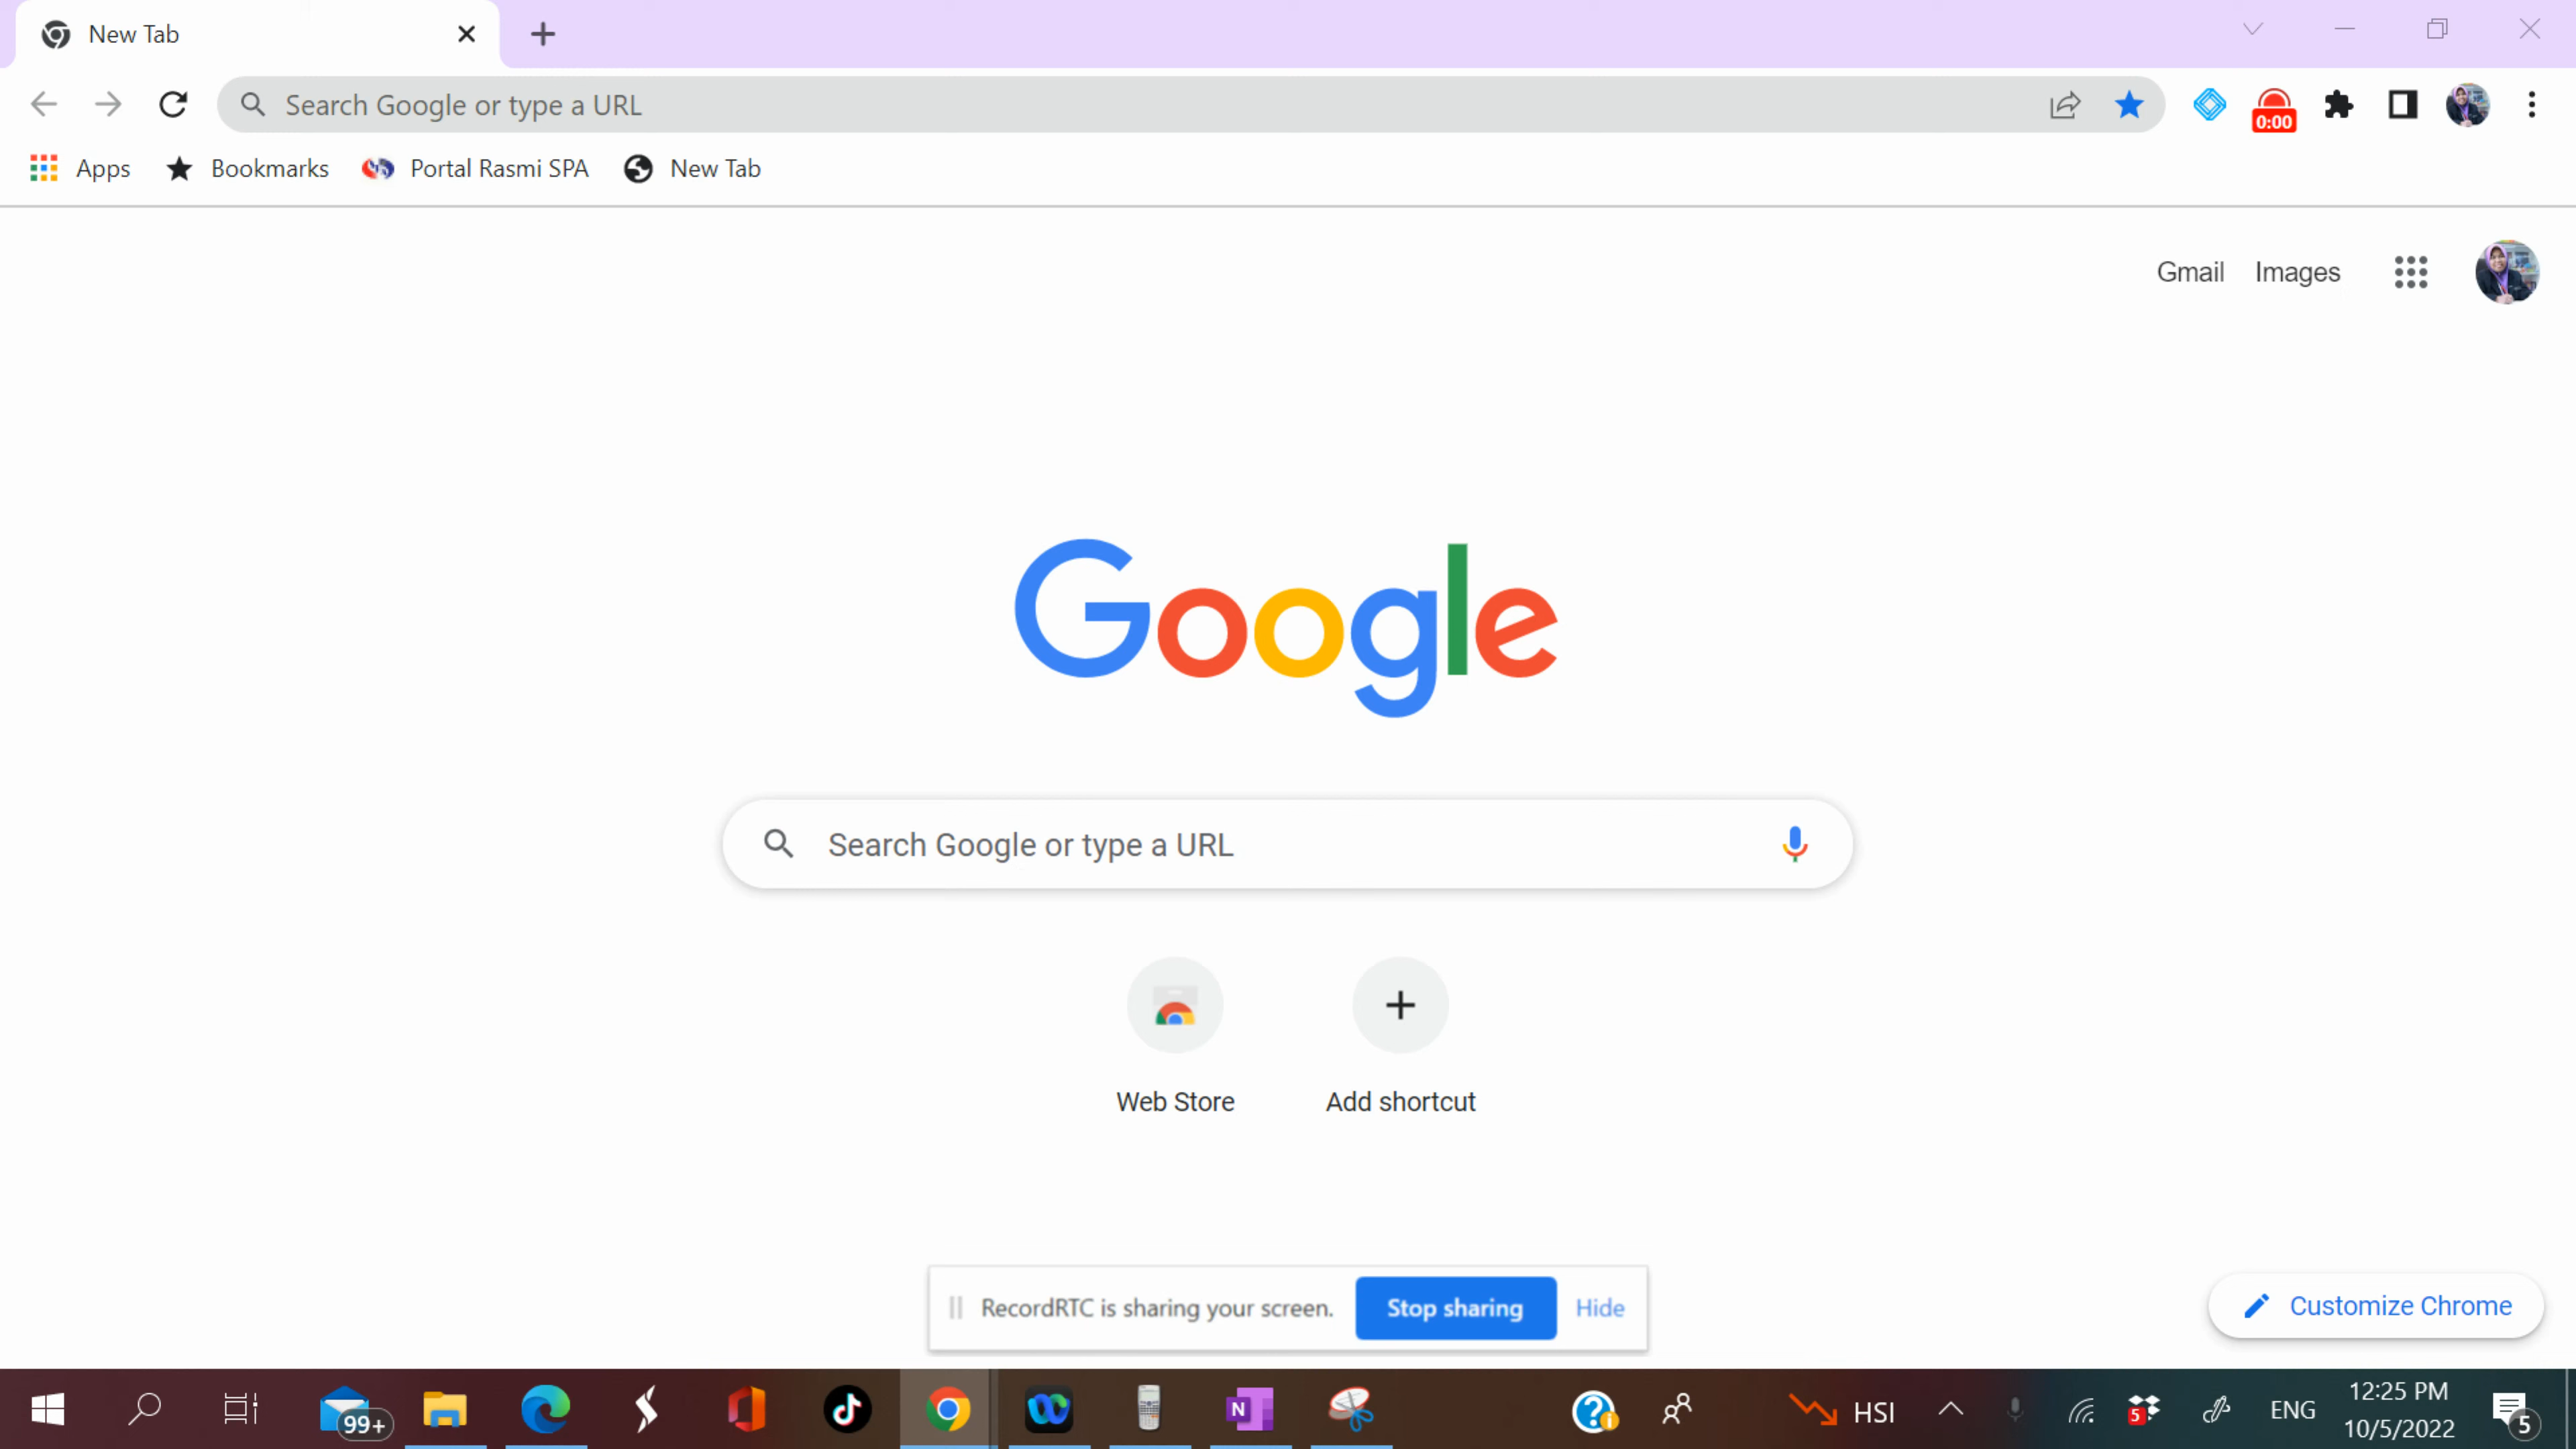 New Tab
Search Google or type a URL
0:00
Apps
Bookmarks
Portal Rasmi SPA
New Tab
Gmail
Images
Google
Search Google or type a URL
Web Store
Add shortcut
RecordRTC is sharing your screen.
Stop sharing
Hide
Customize Chrome
99+
N
HSI
5
ENG
12:25 PM
10/5/2022
5